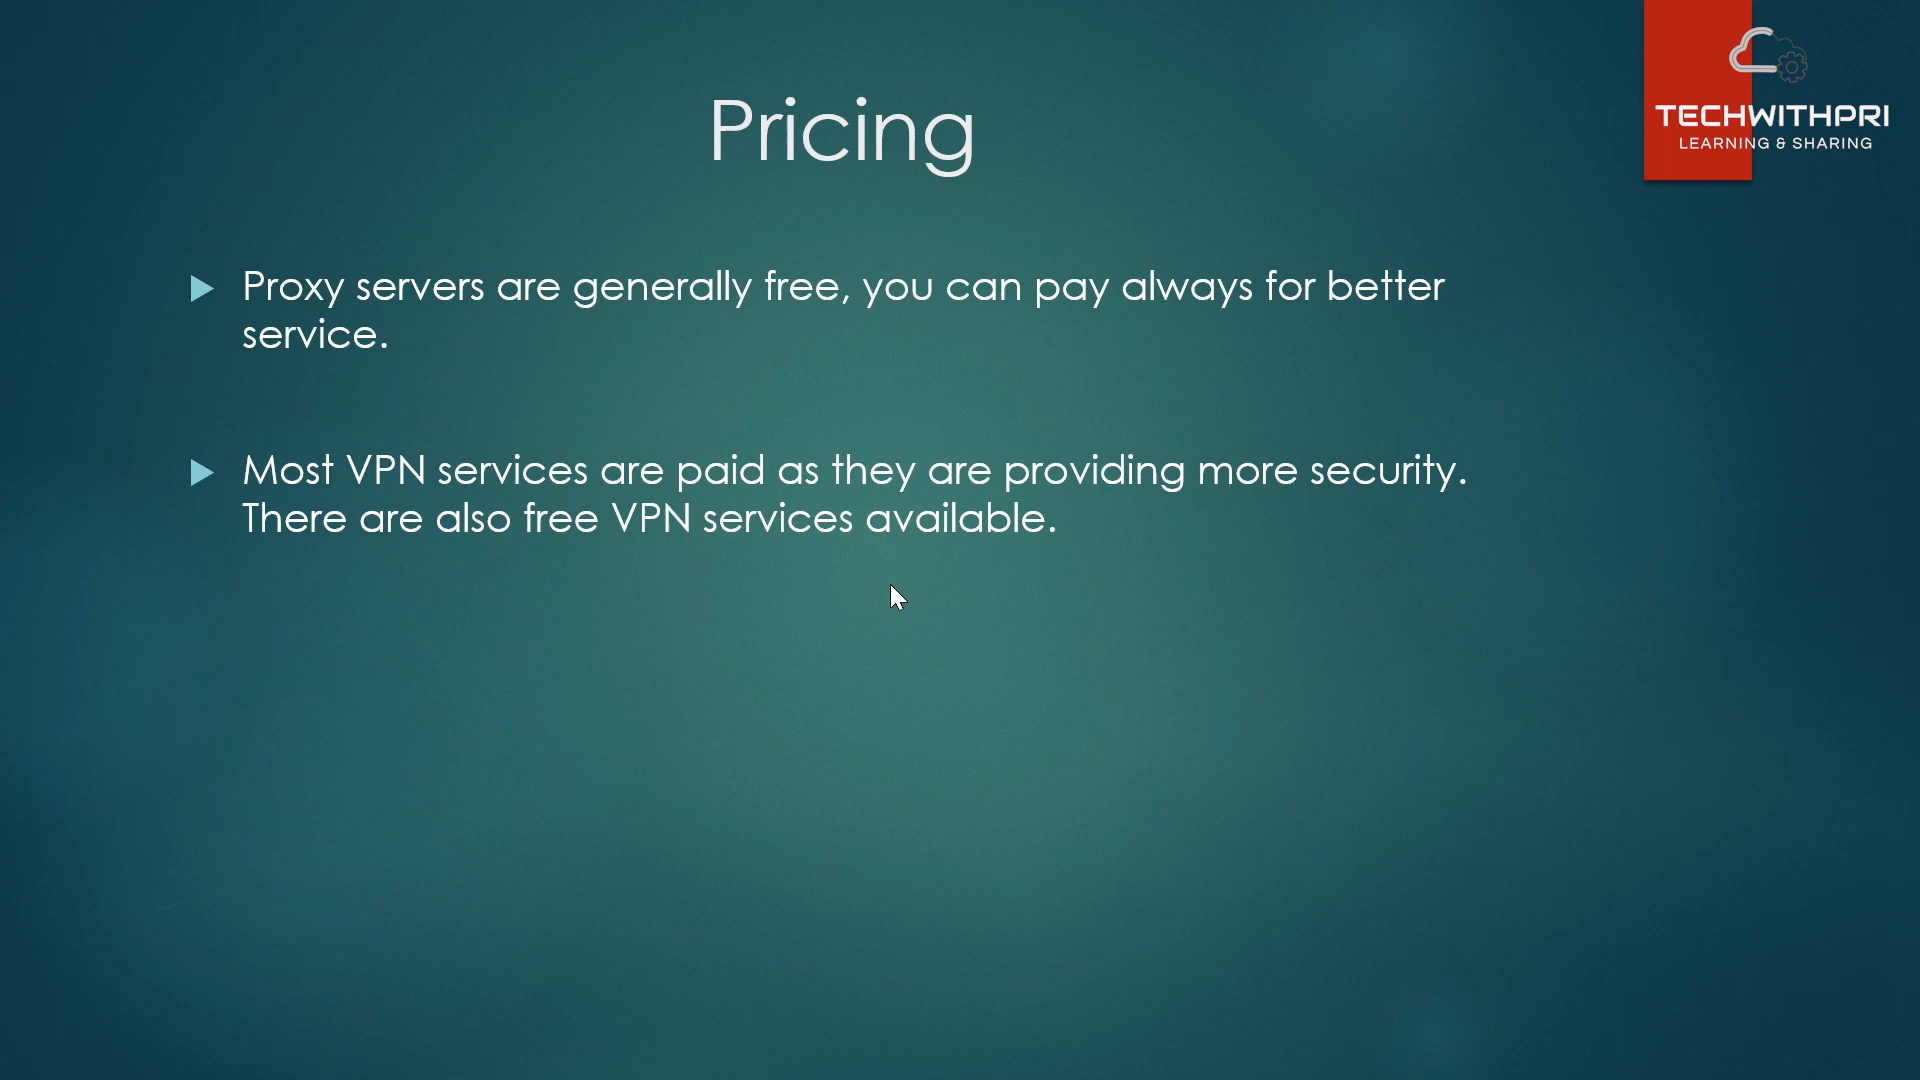 TECHWITHPRI
LEARNING & SHARING
Pricing
Proxy servers are generally free, you can pay always for better
service.
Most VPN services are paid as they are providing more security.
There are also free VPN services available.